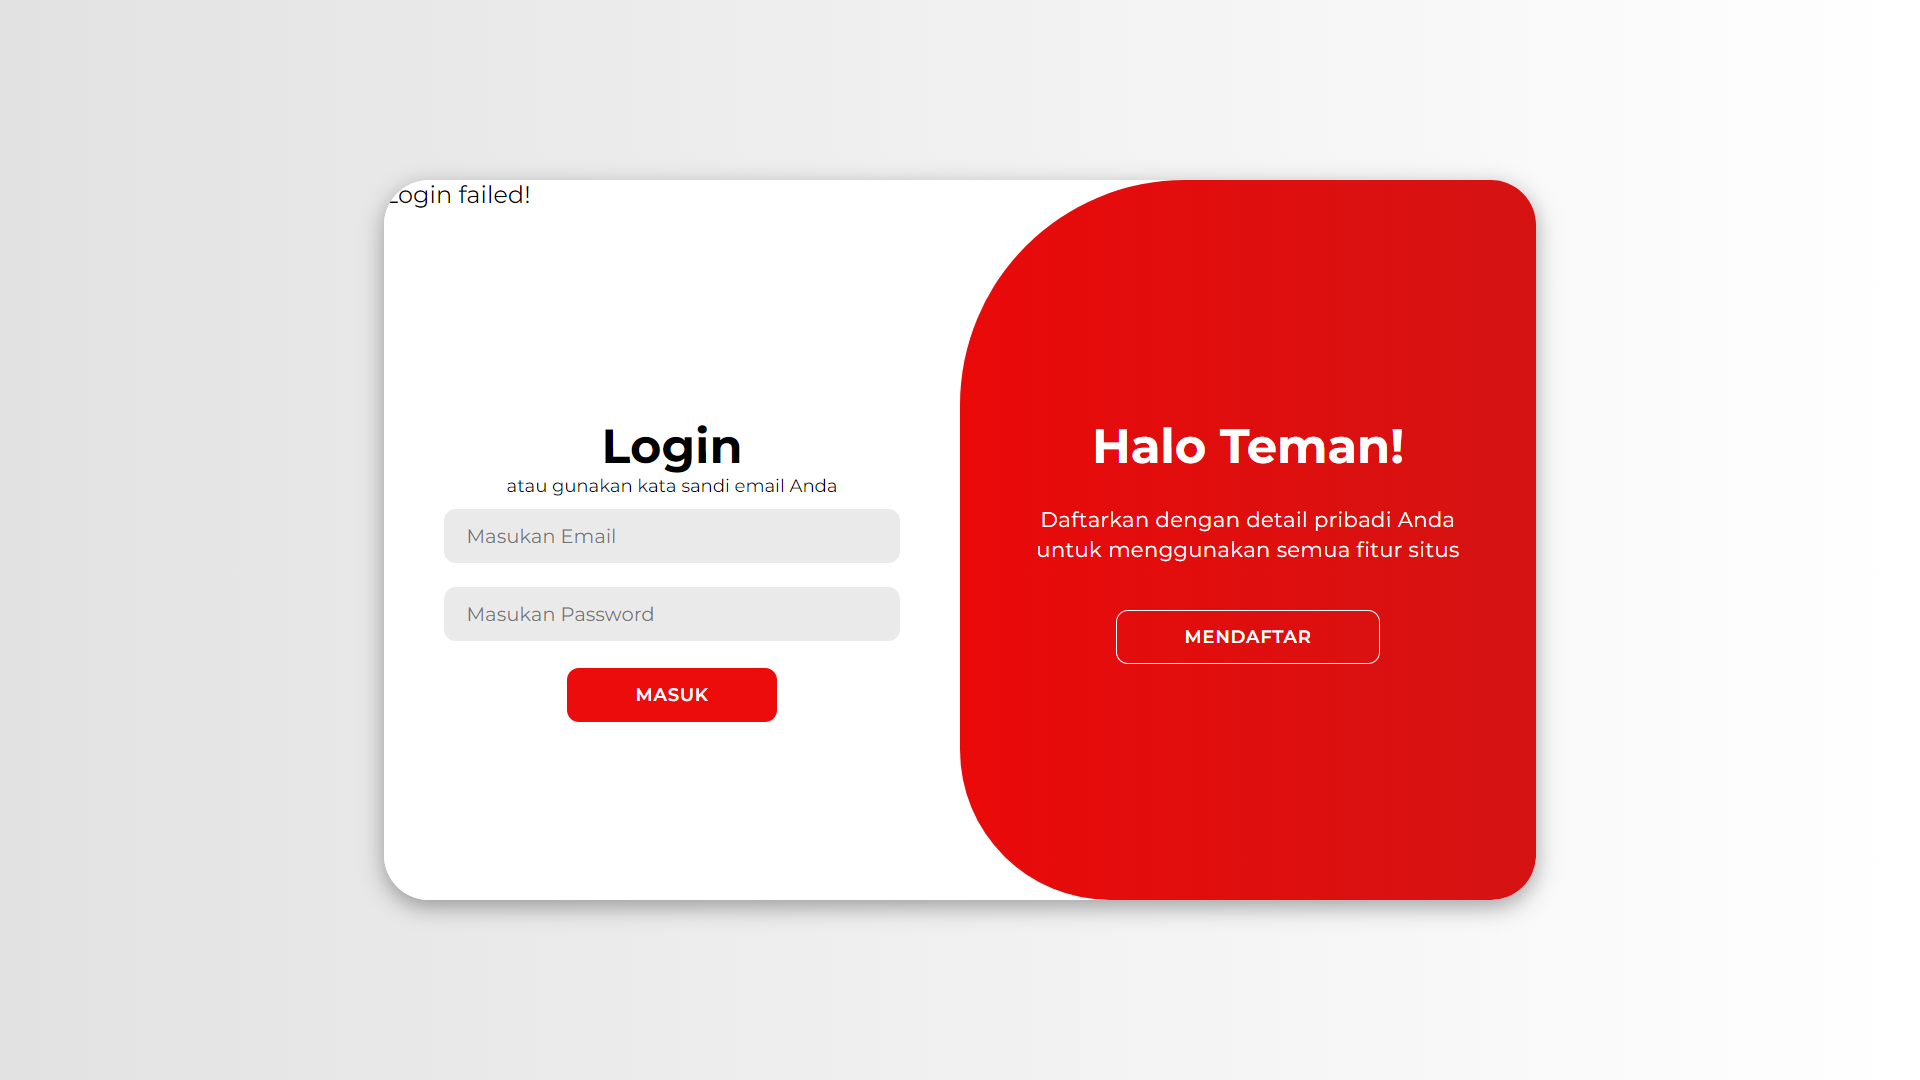 Login failed!
Login
atau gunakan kata sandi email Anda
Masukan Email
Masukan Password
MASUK
Halo Teman!
Daftarkan dengan detail pribadi Anda
untuk menggunakan semua fitur situs
MENDAFTAR